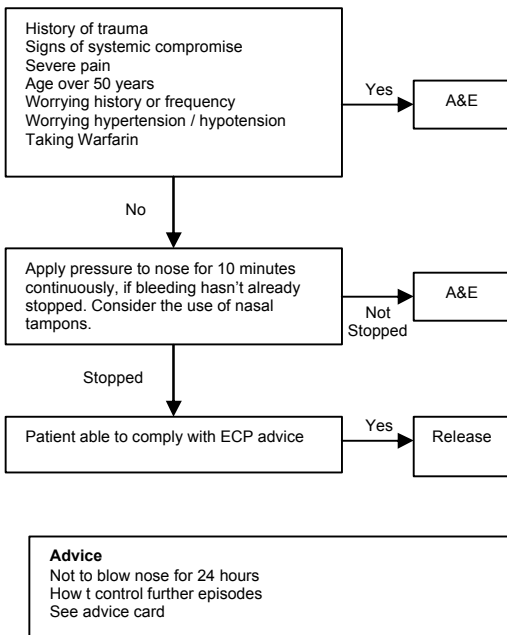 History of trauma
Signs of systemic compromise
Severe pain
Age over 50 years
Worrying history or frequency
Worrying hypertension / hypotension
Taking Warfarin
Yes
A&E
No
Apply pressure to nose for 10 minutes
continuously, if bleeding hasn’t already
stopped. Consider the use of nasal
tampons.
A&E
Not
Stopped
Stopped
Patient able to comply with ECP advice
Yes
Release
Advice
Not to blow nose for 24 hours
How t control further episodes
See advice card